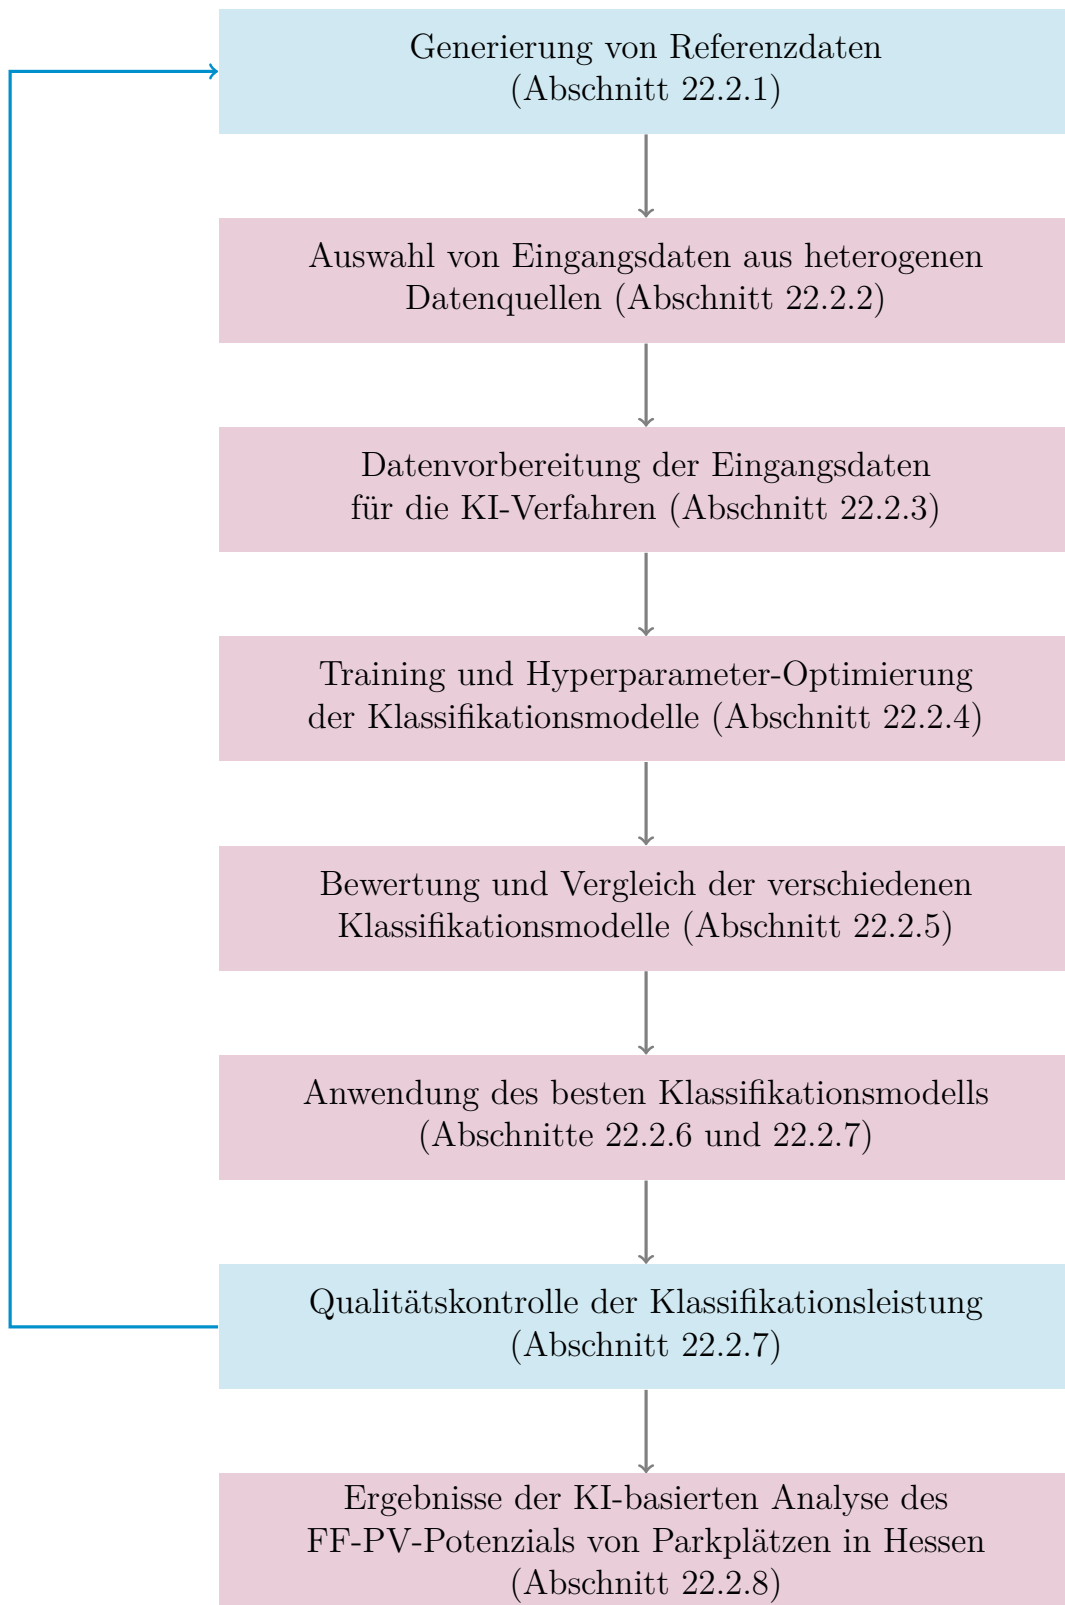 Generierung von Referenzdaten
(Abschnitt 22.2.1)
Auswahl von Eingangsdaten aus heterogenen
Datenquellen (Abschnitt 22.2.2)
Datenvorbereitung der Eingangsdaten
für die KI-Verfahren (Abschnitt 22.2.3)
Training und Hyperparameter-Optimierung
der Klassifikationsmodelle (Abschnitt 22.2.4)
Bewertung und Vergleich der verschiedenen
Klassifikationsmodelle (Abschnitt 22.2.5)
Anwendung des besten Klassifikationsmodells
(Abschnitte 22.2.6 und 22.2.7)
Qualitätskontrolle der Klassifikationsleistung
(Abschnitt 22.2.7)
Ergebnisse der KI-basierten Analyse des
FF-PV-Potenzials von Parkplätzen in Hessen
(Abschnitt 22.2.8)